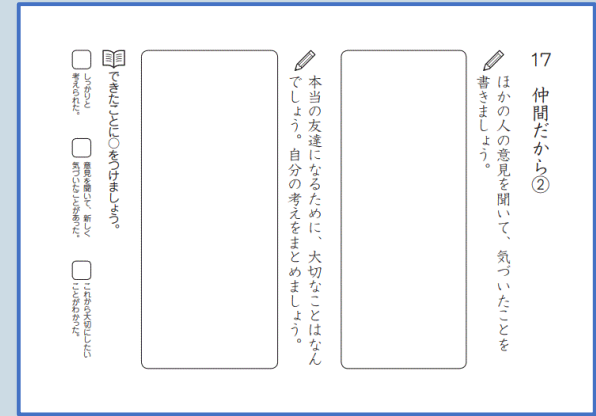 17 仲間だから②
ほかの人の意見を聞いて、気づいたことを
書きましょう。
本当の友達になるために、大切なことはなん
でしょう。自分の考えをまとめましょう。
できたことに○をつけましょう。
しっかりと
考えられた。
意見を聞いて、新しく
気づいたことがあった。
これから大切にしたい
ことがわかった。